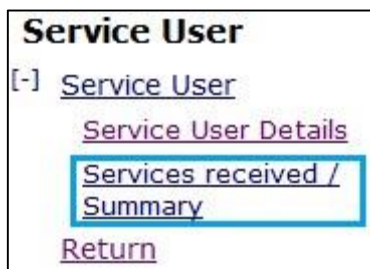 Service User
[-] Service User
Service User Details
Services received /
Summary
Return